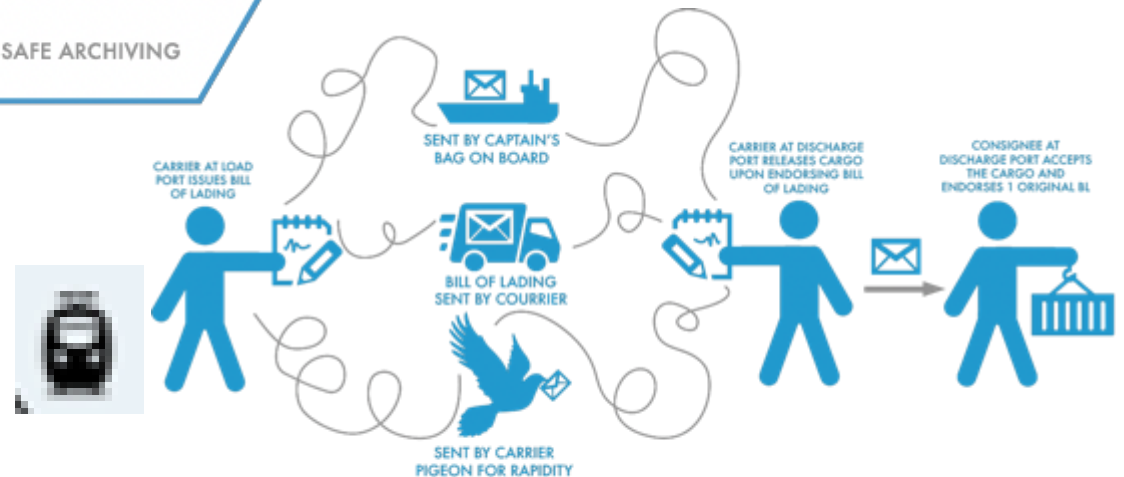 SAFE ARCHIVING
CARRIER AT LOAD
PORT ISSUES BILL
OF LADING
SENT BY CAPTAIN'S
BAG ON BOARD
BILL OF LADING
SENT BY COURRIER
SENT BY CARRIER
PIGEON FOR RAPIDITY
CARRIER AT DISCHARGE
PORT RELEASES CARGO
UPON ENDORSING BILL
OF LADING
CONSIGNEE AT
DISCHARGE PORT ACCEPTS
THE CARGO AND
ENDORSES 1 ORIGINAL BL